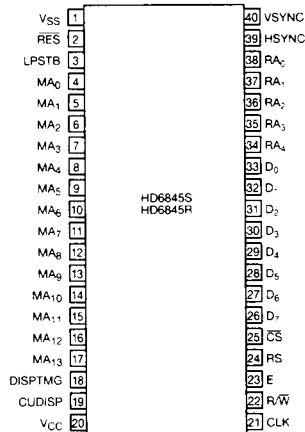 VSS 1 40 VSYNC
RES 2 39 HSYNC
LPSTB 3 38 RA0
MA0 4 37 RA1
MA1 5 36 RA2
MA2 6 35 RA3
MA3 7 34 RA4
MA4 8 33 D0
MA5 9 32 D1
MA6 10 HD6845S 31 D2
HD6845R
MA7 11 30 D3
MA8 12 29 D4
MA9 13 28 D5
MA10 14 27 D6
MA11 15 26 D7
MA12 16 25 CS
MA13 17 24 RS
DISPTMG 18 23 E
CUDISP 19 22 R/W
VCC 20 21 CLK